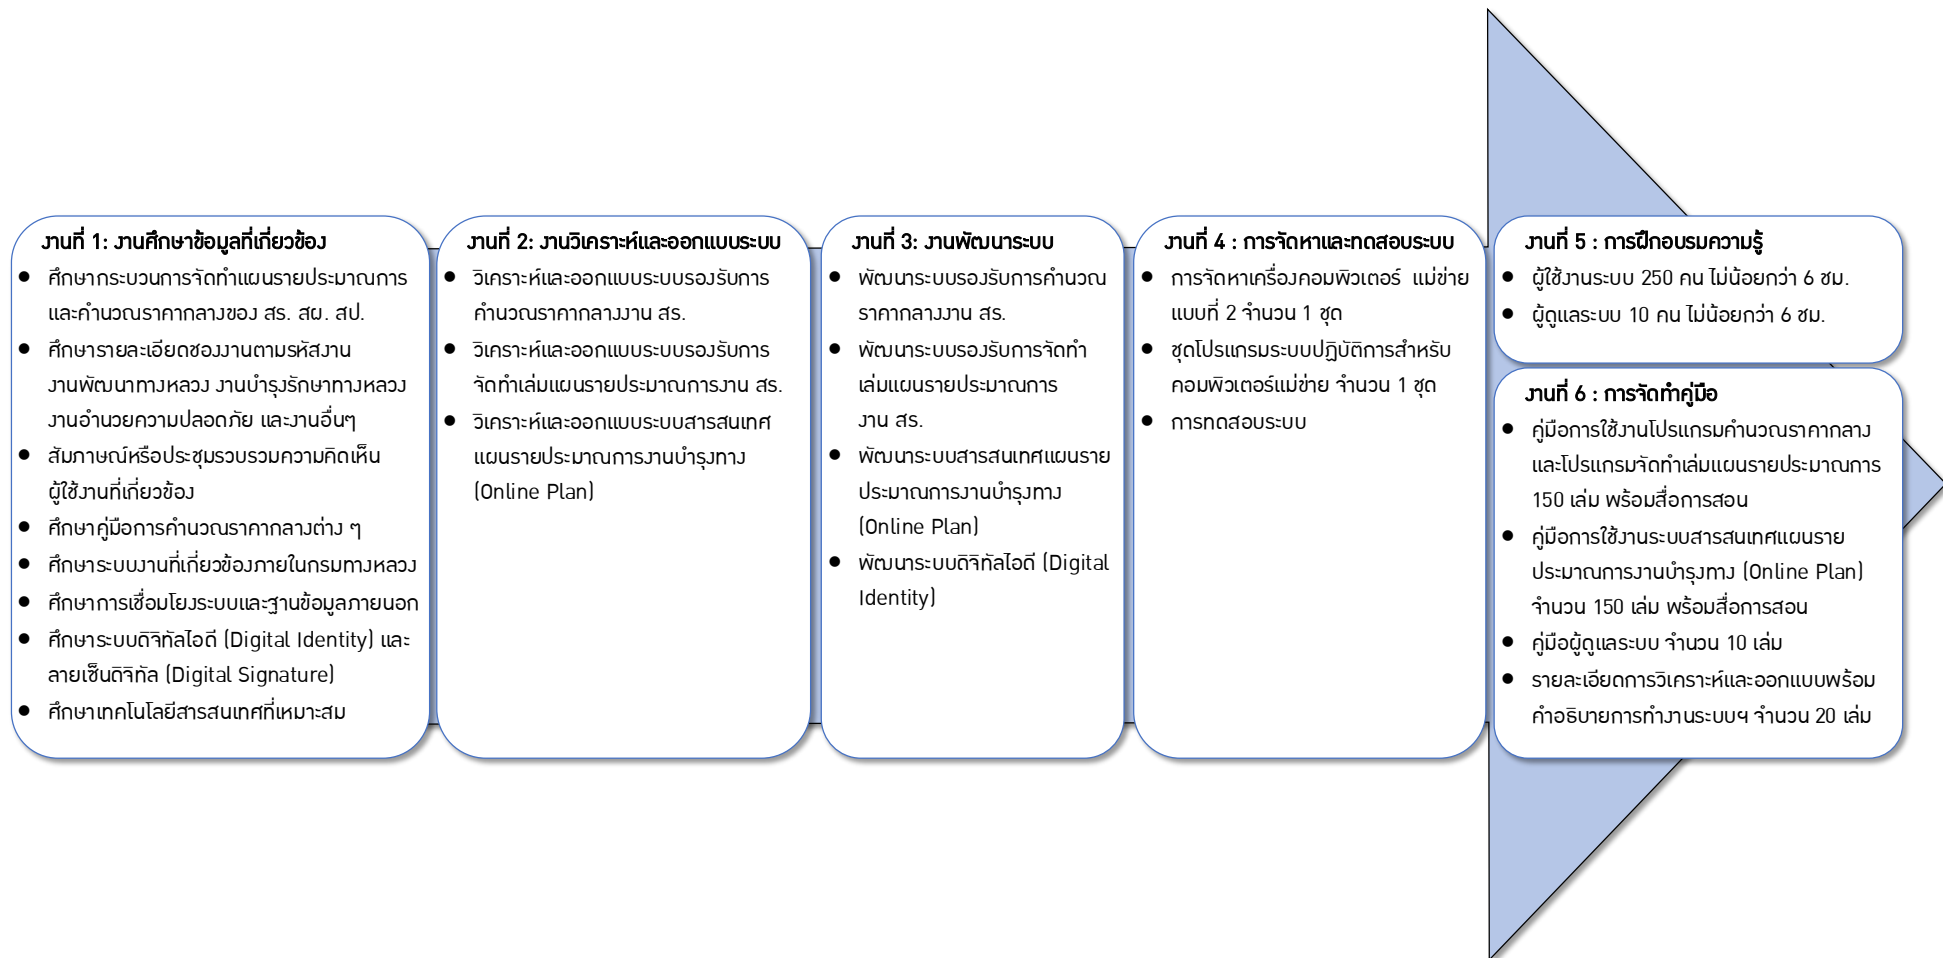 งานที่ 1: งานศึกษาข้อมูลที่เกี่ยวข้อง
● ศึกษากระบวนการจัดทำแผนรายประมาณการ
และคำนวณราคากลางของ สร. สผ. สป.
● ศึกษารายละเอียดของงานตามรหัสงาน
งานพัฒนาทางหลวง งานบำรุงรักษาทางหลวง
งานอำนวยความปลอดภัย และงานอื่นๆ
● สัมภาษณ์หรือประชุมรวบรวมความคิดเห็น
ผู้ใช้งานที่เกี่ยวข้อง
● ศึกษาคู่มือการคำนวณราคากลางต่าง ๆ
● ศึกษาระบบงานที่เกี่ยวข้องภายในกรมทางหลวง
● ศึกษาการเชื่อมโยงระบบและฐานข้อมูลภายนอก
● ศึกษาระบบดิจิทัลไอดี (Digital Identity) และ
ลายเซ็นดิจิทัล (Digital Signature)
● ศึกษาเทคโนโลยีสารสนเทศที่เหมาะสม
งานที่ 2: งานวิเคราะห์และออกแบบระบบ
● วิเคราะห์และออกแบบระบบรองรับการ
คำนวณราคากลางงาน สร.
● วิเคราะห์และออกแบบระบบรองรับการ
จัดทำเล่มแผนรายประมาณการงาน สร.
● วิเคราะห์และออกแบบระบบสารสนเทศ
แผนรายประมาณการงานบำรุงทาง
(Online Plan)
งานที่ 3: งานพัฒนาระบบ
● พัฒนาระบบรองรับการคำนวณ
ราคากลางงาน สร.
● พัฒนาระบบรองรับการจัดทำ
เล่มแผนรายประมาณการ
งาน สร.
● พัฒนาระบบสารสนเทศแผนราย
ประมาณการงานบำรุงทาง
(Online Plan)
● พัฒนาระบบดิจิทัลไอดี (Digital
Identity)
งานที่ 4 : การจัดหาและทดสอบระบบ
● การจัดหาเครื่องคอมพิวเตอร์ แม่ข่าย
แบบที่ 2 จำนวน 1 ชุด
● ชุดโปรแกรมระบบปฏิบัติการสำหรับ
คอมพิวเตอร์แม่ข่าย จำนวน 1 ชุด
● การทดสอบระบบ
งานที่ 5 : การฝึกอบรมความรู้
● ผู้ใช้งานระบบ 250 คน ไม่น้อยกว่า 6 ชม.
● ผู้ดูแลระบบ 10 คน ไม่น้อยกว่า 6 ชม.
งานที่ 6 : การจัดทำคู่มือ
● คู่มือการใช้งานโปรแกรมคำนวณราคากลาง
และโปรแกรมจัดทำเล่มแผนรายประมาณการ
150 เล่ม พร้อมสื่อการสอน
● คู่มือการใช้งานระบบสารสนเทศแผนราย
ประมาณการงานบำรุงทาง (Online Plan)
จำนวน 150 เล่ม พร้อมสื่อการสอน
● คู่มือผู้ดูแลระบบ จำนวน 10 เล่ม
● รายละเอียดการวิเคราะห์และออกแบบพร้อม
คำอธิบายการทำงานระบบฯ จำนวน 20 เล่ม